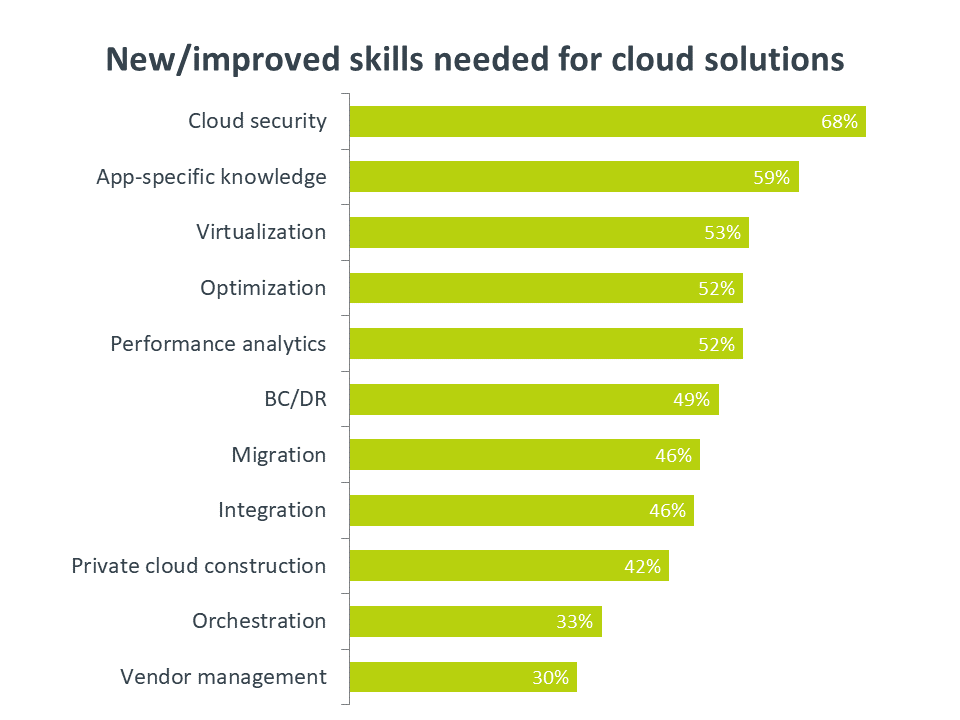 New/improved skills needed for cloud solutions
Cloud security 68%
App-specific knowledge 59%
Virtualization 53%
Optimization 52%
Performance analytics 52%
BC/DR 49%
Migration 46%
Integration 46%
Private cloud construction 42%
Orchestration 33%
Vendor management 30%